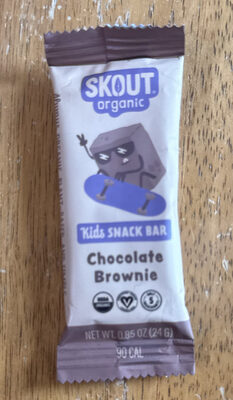 SKOUT
organic
Kids SNACK BAR
Chocolate
Brownie
NET WT. 0.85 OZ (24 G)
90 CAL